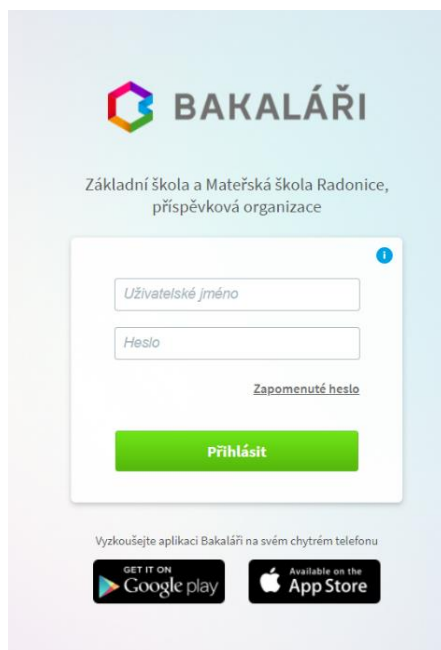 BAKALÁŘI
Základní škola a Mateřská škola Radonice,
příspěvková organizace
i
Uživatelské jméno
Heslo
Zapomenuté heslo
Přihlásit
Vyzkoušejte aplikaci Bakaláři na svém chytrém telefonu
GET IT ON
Google play
Available on the
App Store